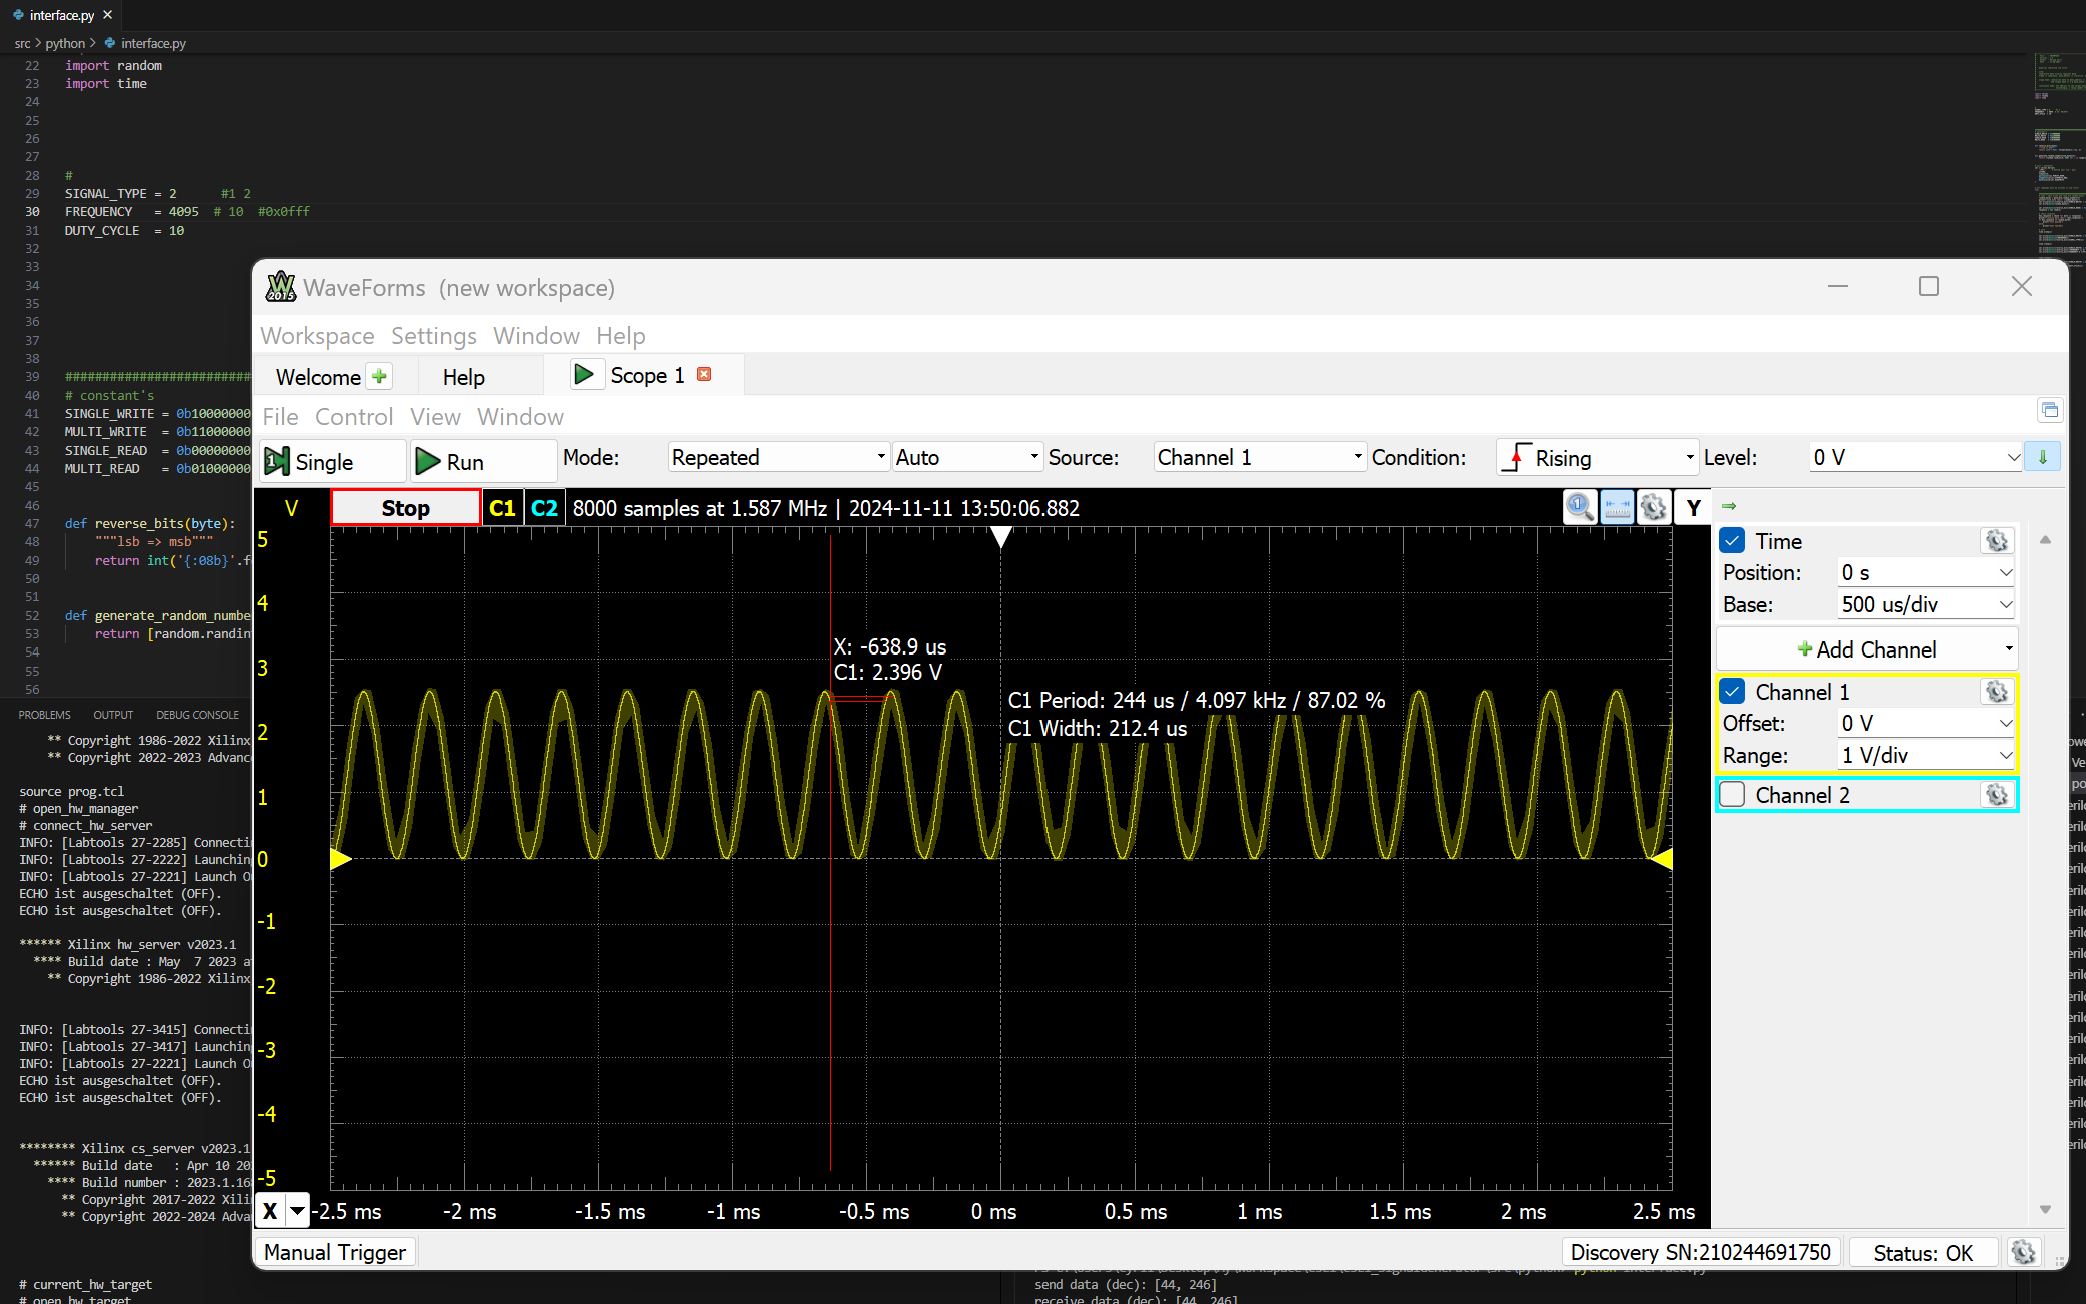 interface.py
src > python > interface.py
22 import random
23 import time
24
25
26
27
28 #
29 SIGNAL_TYPE = 2 #1 2
30 FREQUENCY = 4095 # 10 #0x0fff
31 DUTY_CYCLE = 10
32
33
34
35
36
37
38
39 #########################
40 # constant's
41 SINGLE_WRITE = 0b10000000
42 MULTI_WRITE = 0b11000000
43 SINGLE_READ = 0b00000000
44 MULTI_READ = 0b01000000
45
46
47 def reverse_bits(byte):
48 """lsb => msb"""
49 return int('{:08b}'.f
50
51
52 def generate_random_numbe
53 return [random.randin
54
55
56
PROBLEMS OUTPUT DEBUG CONSOLE
** Copyright 1986-2022 Xilinx
** Copyright 2022-2023 Advanc
source prog.tcl
# open_hw_manager
# connect_hw_server
INFO: [Labtools 27-2285] Connecti
INFO: [Labtools 27-2222] Launchin
INFO: [Labtools 27-2221] Launch O
ECHO ist ausgeschaltet (OFF).
ECHO ist ausgeschaltet (OFF).
****** Xilinx hw_server v2023.1
**** Build date : May 7 2023 a
** Copyright 1986-2022 Xilinx
INFO: [Labtools 27-3415] Connecti
INFO: [Labtools 27-3417] Launchin
INFO: [Labtools 27-2221] Launch O
ECHO ist ausgeschaltet (OFF).
ECHO ist ausgeschaltet (OFF).
******** Xilinx cs_server v2023.1
****** Build date : Apr 10 20
**** Build number : 2023.1.16
** Copyright 2017-2022 Xili
** Copyright 2022-2024 Adva
# current_hw_target
# open_hw_target
W 2015 WaveForms (new workspace)
Workspace Settings Window Help
Welcome Help Scope 1
File Control View Window
Single Run Mode: Repeated Auto Source: Channel 1 Condition: Rising Level: 0 V
V Stop C1 C2 8000 samples at 1.587 MHz | 2024-11-11 13:50:06.882 Y
5
4
3
2
1
0
-1
-2
-3
-4
-5
X: -638.9 us
C1: 2.396 V
C1 Period: 244 us / 4.097 kHz / 87.02 %
C1 Width: 212.4 us
X -2.5 ms -2 ms -1.5 ms -1 ms -0.5 ms 0 ms 0.5 ms 1 ms 1.5 ms 2 ms 2.5 ms
Time
Position: 0 s
Base: 500 us/div
Add Channel
Channel 1
Offset: 0 V
Range: 1 V/div
Channel 2
Manual Trigger Discovery SN:210244691750 Status: OK
send data (dec): [44, 246]
receive data (dec): [44, 246]